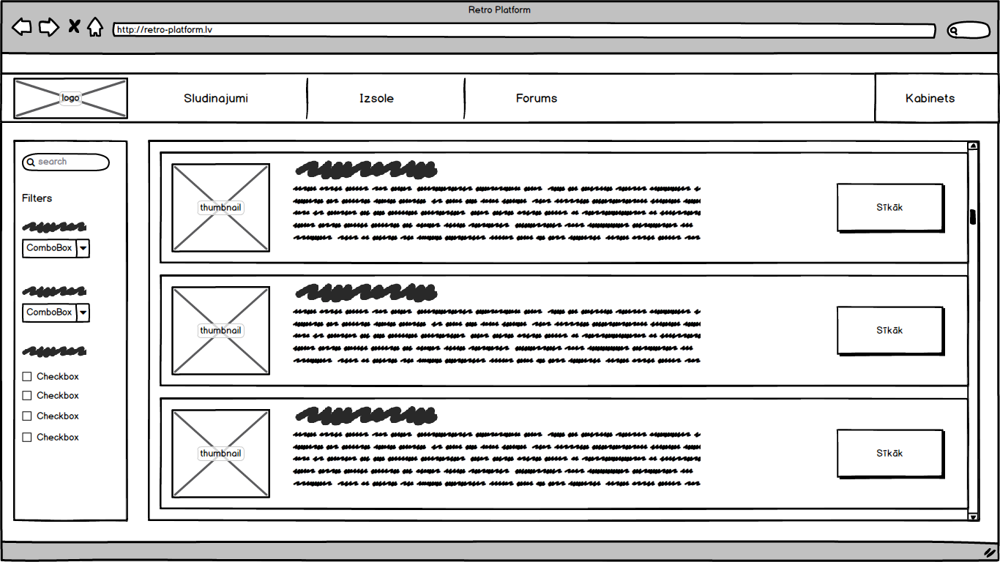 Retro Platform
http://retro-platform.lv
logo
Sludinajumi
Izsole
Forums
Kabinets
search
Filters
ComboBox
ComboBox
Checkbox
Checkbox
Checkbox
Checkbox
thumbnail
Sīkāk
thumbnail
Sīkāk
thumbnail
Sīkāk